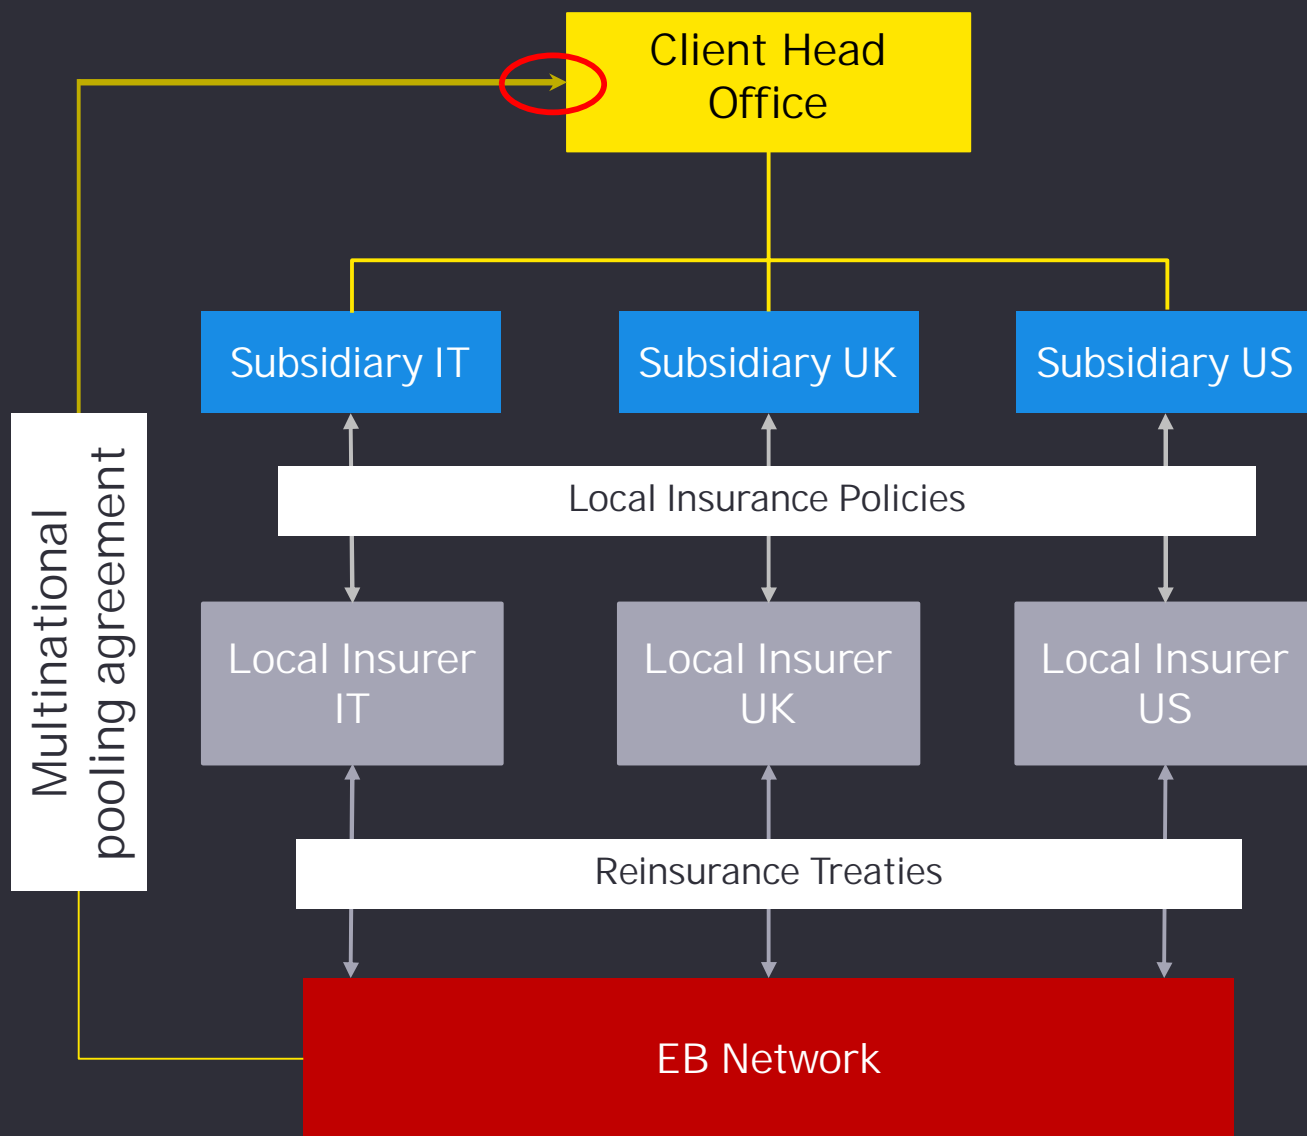 Client Head
Office
Subsidiary IT
Subsidiary UK
Subsidiary US
Multinational
pooling agreement
Local Insurance Policies
Local Insurer
IT
Local Insurer
UK
Local Insurer
US
Reinsurance Treaties
EB Network